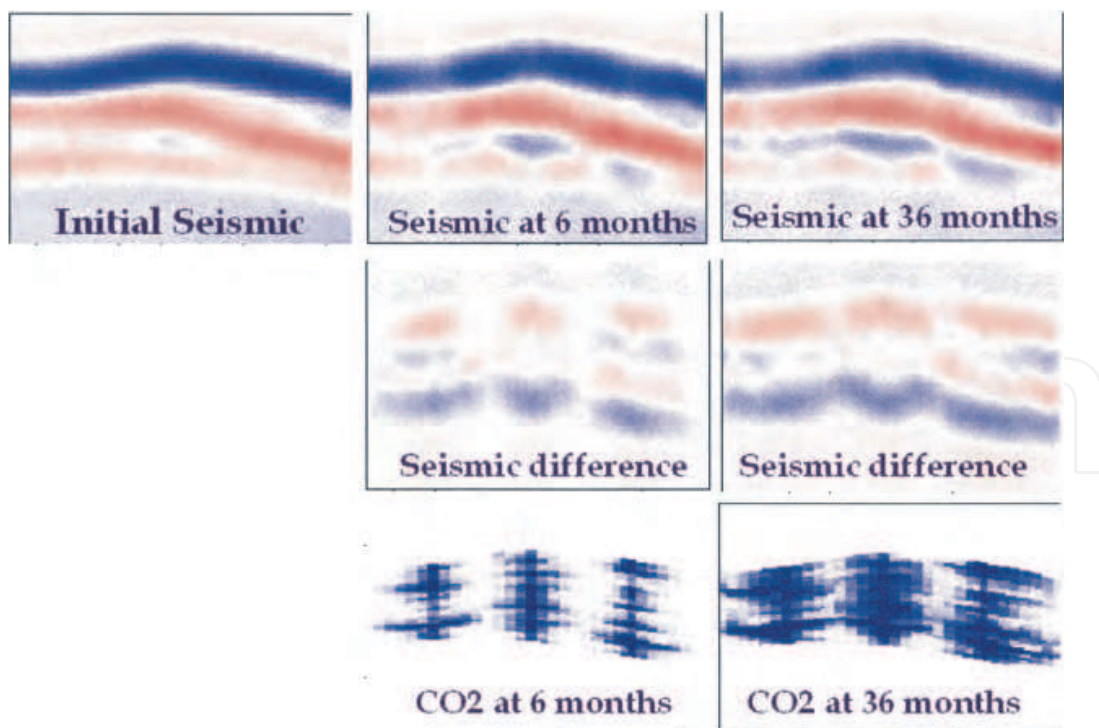 Initial Seismic
Seismic at 6 months
Seismic at 36 months
Seismic difference
Seismic difference
CO2 at 6 months
CO2 at 36 months